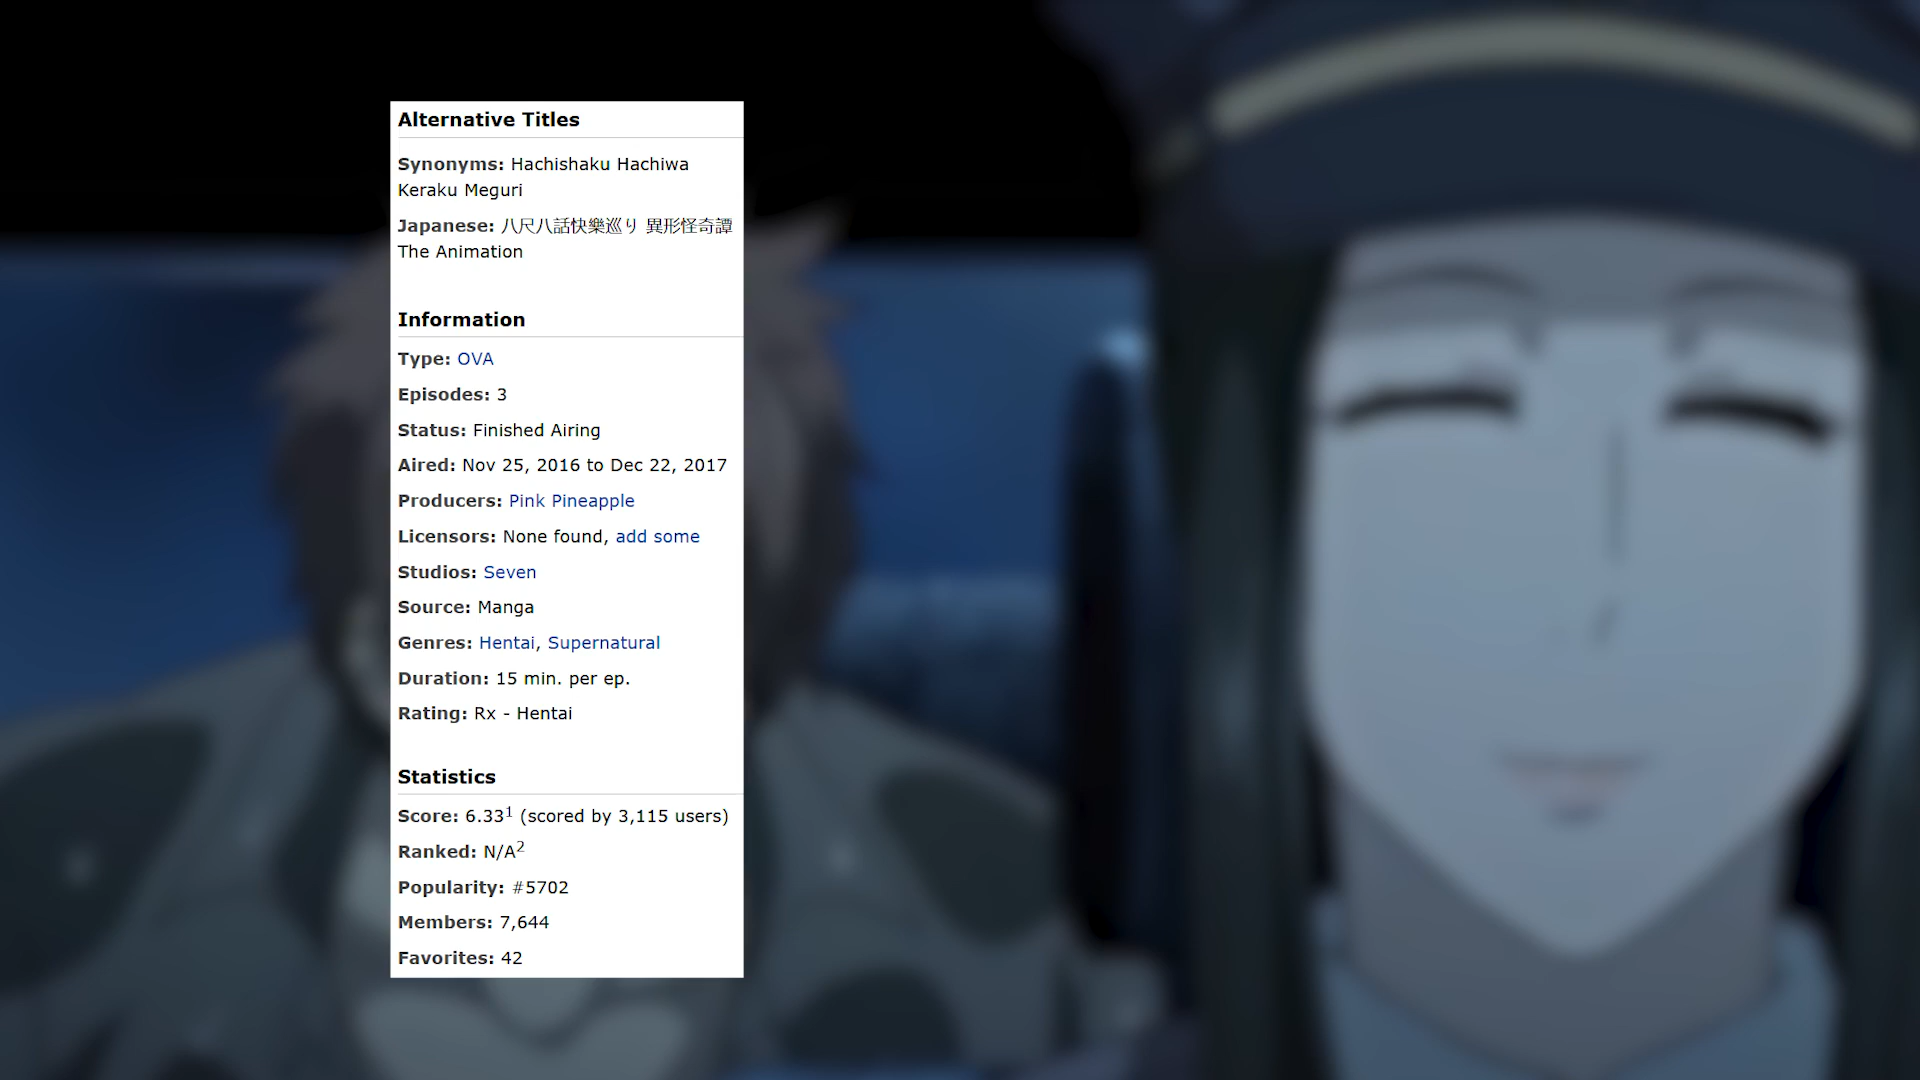 Alternative Titles
Synonyms: Hachishaku Hachiwa
Keraku Meguri
Japanese: 八尺八話快樂巡り 異形怪奇譚
The Animation
Information
Type: OVA
Episodes: 3
Status: Finished Airing
Aired: Nov 25, 2016 to Dec 22, 2017
Producers: Pink Pineapple
Licensors: None found, add some
Studios: Seven
Source: Manga
Genres: Hentai, Supernatural
Duration: 15 min. per ep.
Rating: Rx - Hentai
Statistics
Score: 6.33¹ (scored by 3,115 users)
Ranked: N/A²
Popularity: #5702
Members: 7,644
Favorites: 42